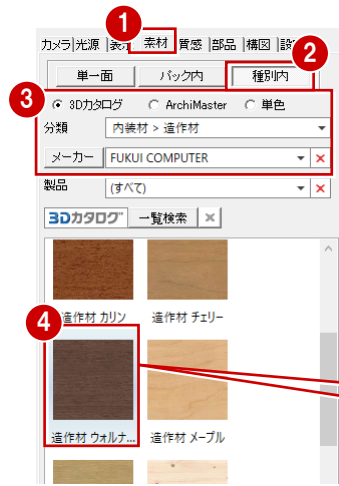 1
カメラ|光源 |表示 素材 質感 |部品 |構図 |設
2
単一面 パック内 種別内
3
3Dカタログ ArchiMaster 単色
分類 内装材 > 造作材
メーカー FUKUI COMPUTER
製品 (すべて)
3Dカタログ 一覧検索
造作材 カリン 造作材 チェリー
4
造作材 ウォルナ... 造作材 メープル